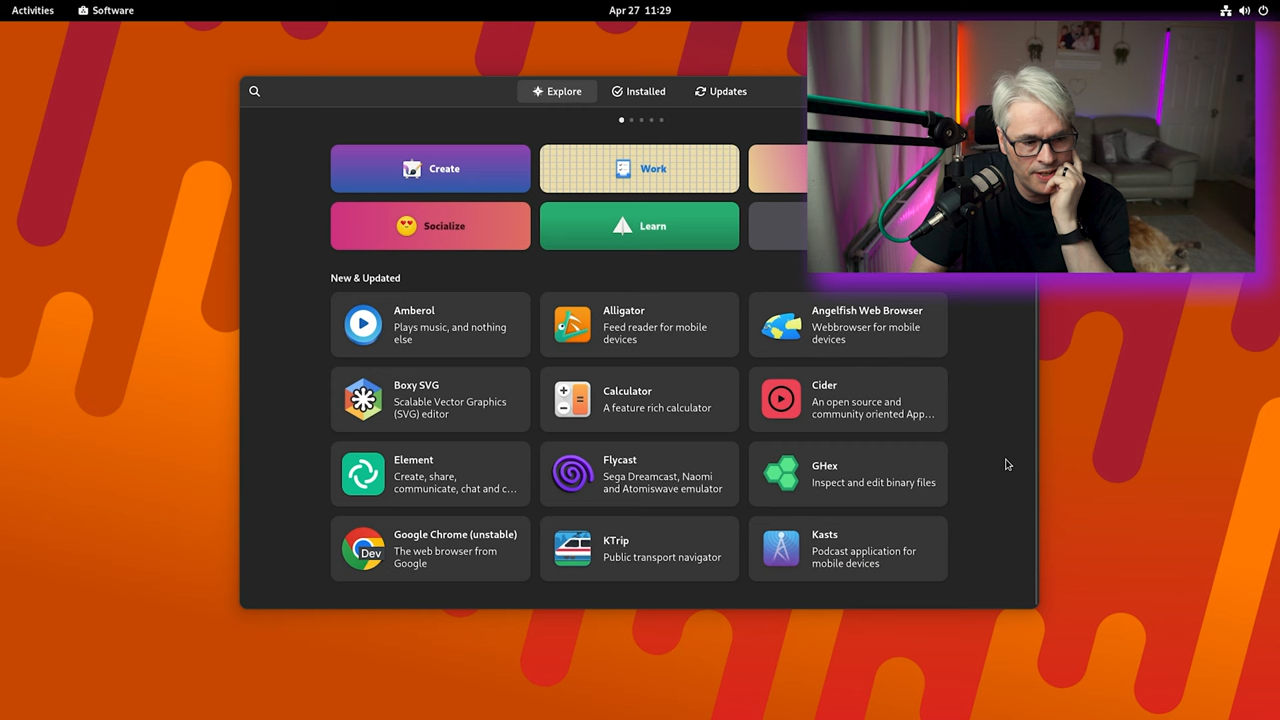 Activities
Software
Apr 27 11:29
Explore
Installed
Updates
Create
Work
Socialize
Learn
New & Updated
Amberol
Plays music, and nothing
else
Alligator
Feed reader for mobile
devices
Angelfish Web Browser
Webbrowser for mobile
devices
Boxy SVG
Scalable Vector Graphics
(SVG) editor
Calculator
A feature rich calculator
Cider
An open source and
community oriented App...
Element
Create, share,
communicate, chat and c...
Flycast
Sega Dreamcast, Naomi
and Atomiswave emulator
GHex
Inspect and edit binary files
Dev
Google Chrome (unstable)
The web browser from
Google
KTrip
Public transport navigator
Kasts
Podcast application for
mobile devices